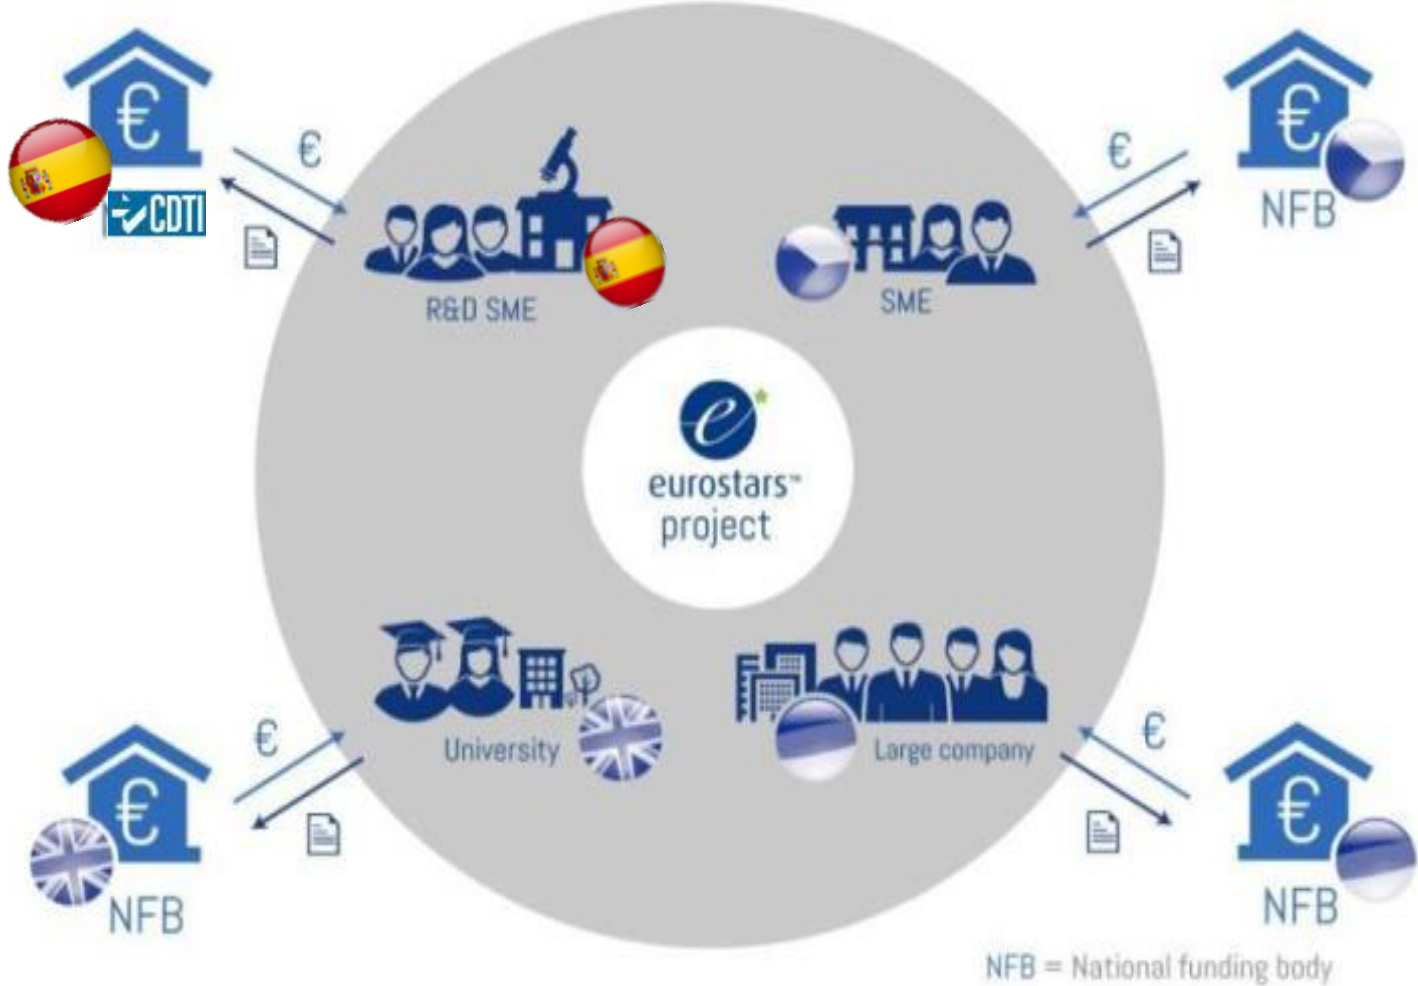 €
€
€
€
NFB
CDTI
R&D SME
SME
e
eurostars™
project
University
Large company
€
€
€
€
NFB
NFB
NFB = National funding body